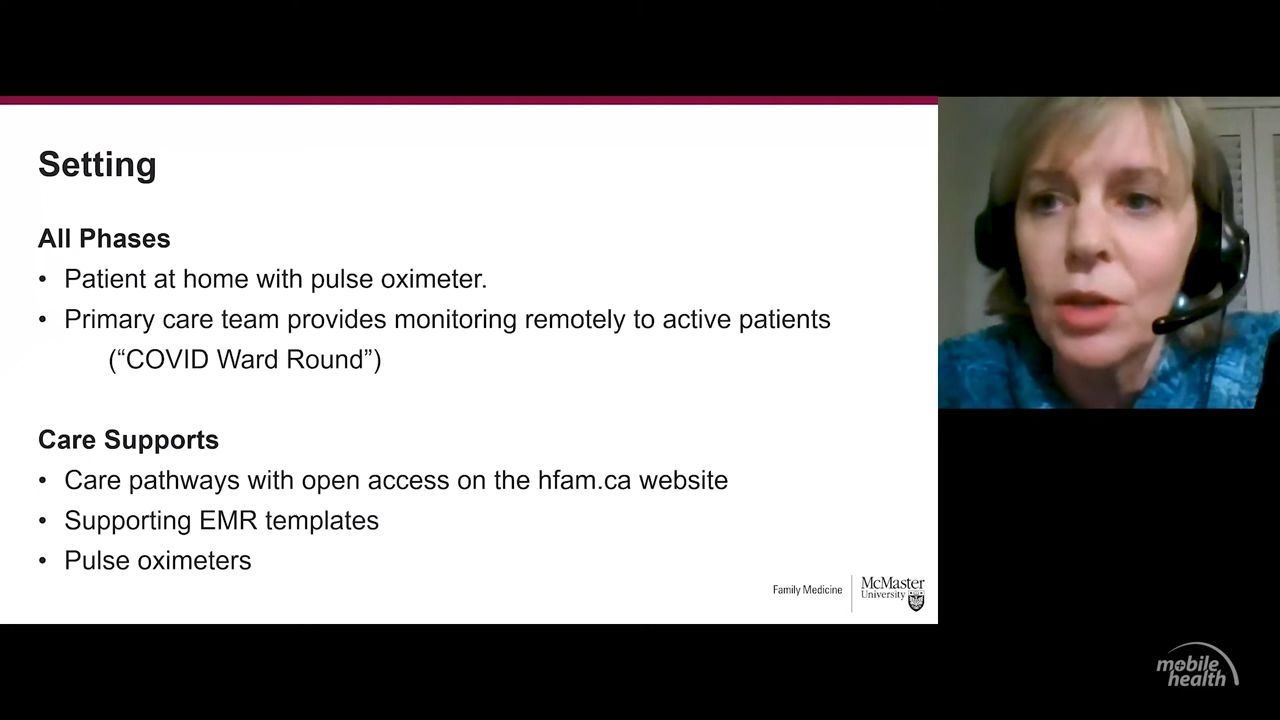 Setting
All Phases
• Patient at home with pulse oximeter.
• Primary care team provides monitoring remotely to active patients
(“COVID Ward Round”)
Care Supports
• Care pathways with open access on the hfam.ca website
• Supporting EMR templates
• Pulse oximeters
Family Medicine
McMaster
University
mobile
health